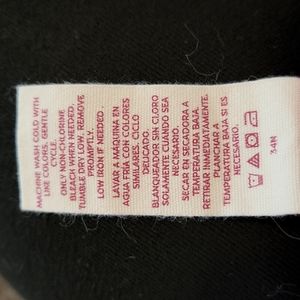 MACHINE WASH COLD WITH
LIKE COLORS, GENTLE
CYCLE.
ONLY NON-CHLORINE
BLEACH WHEN NEEDED.
TUMBLE DRY LOW, REMOVE
PROMPTLY.
LOW IRON IF NEEDED.
LAVAR A MAQUINA EN
AGUA FRÍA CON COLORES
SIMILARES, CICLO
DELICADO.
BLANQUEADOR SIN CLORO
SOLAMENTE CUANDO SEA
NECESARIO.
SECAR EN SECADORA A
TEMPERATURA BAJA,
RETIRAR INMEDIATAMENTE.
PLANCHAR A
TEMPERATURA BAJA SI ES
NECESARIO.
34M